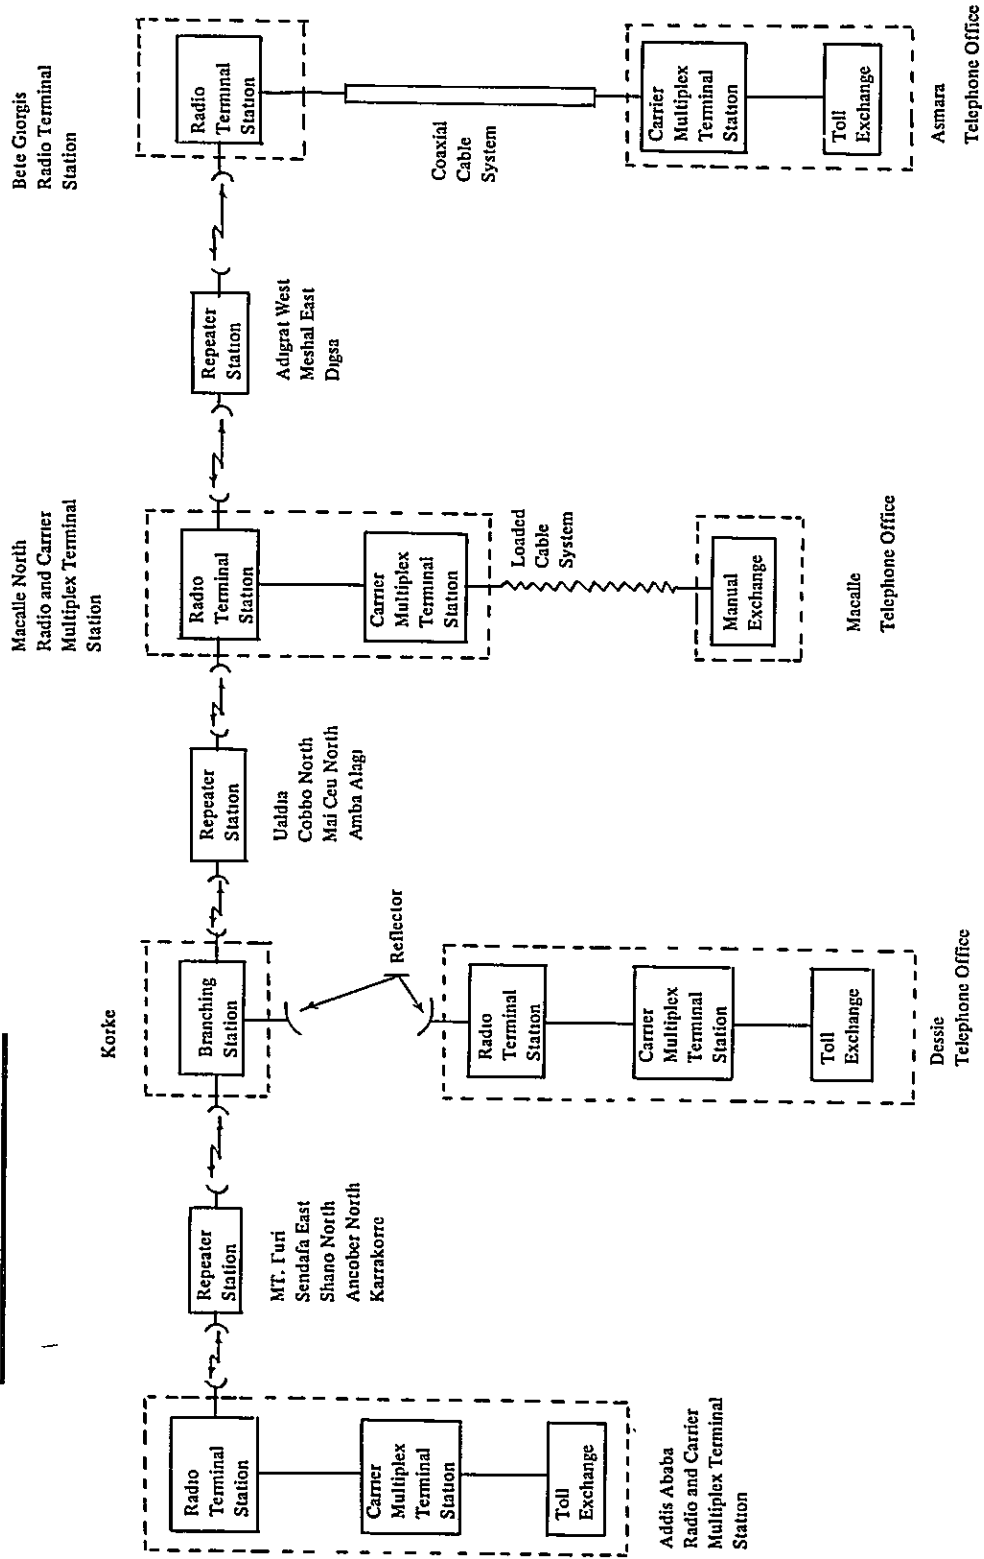 Addis Ababa
Radio and Carrier
Multiplex Terminal
Station
Radio
Terminal
Station
Carrier
Multiplex
Terminal
Station
Toll
Exchange
Repeater
Station
MT. Furi
Sendafa East
Shano North
Ancober North
Karrakorre
Korke
Branching
Station
Reflector
Radio
Terminal
Station
Carrier
Multiplex
Terminal
Station
Toll
Exchange
Dessie
Telephone Office
Repeater
Station
Ualdia
Cobbo North
Mai Ceu North
Amba Alagi
Macalle North
Radio and Carrier
Multiplex Terminal
Station
Radio
Terminal
Station
Carrier
Multiplex
Terminal
Station
Loaded
Cable
System
Manual
Exchange
Macalle
Telephone Office
Repeater
Station
Adigrat West
Meshal East
Digsa
Bete Giorgis
Radio Terminal
Station
Radio
Terminal
Station
Coaxial
Cable
System
Carrier
Multiplex
Terminal
Station
Toll
Exchange
Asmara
Telephone Office